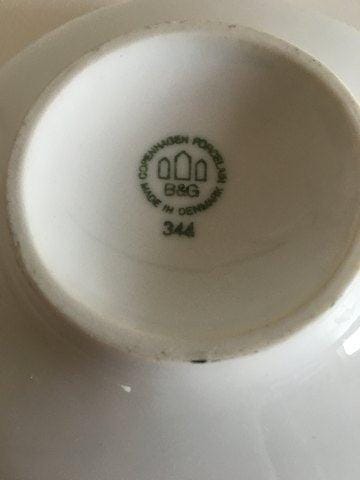 COPENHAGEN PORCELAIN
B&G
MADE IN DENMARK
344